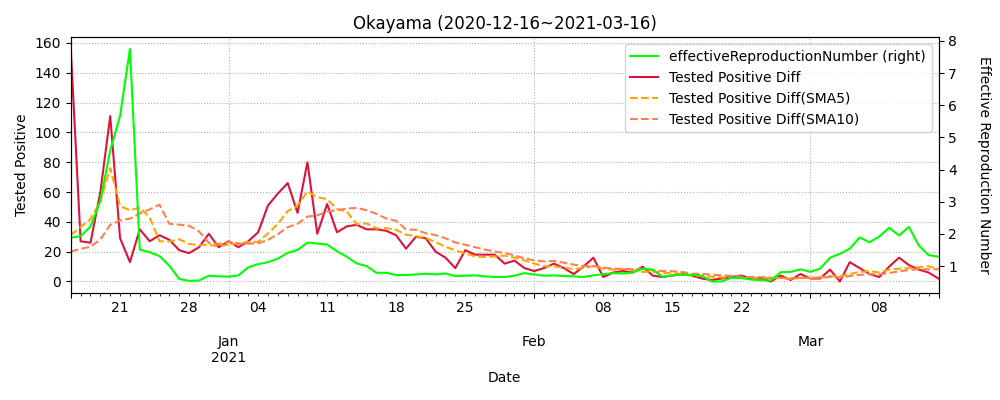 Okayama (2020-12-16~2021-03-16)
effectiveReproductionNumber (right)
Tested Positive Diff
Tested Positive Diff(SMA5)
Tested Positive Diff(SMA10)
Tested Positive
160
140
120
100
80
60
40
20
0
8
7
6
5
4
3
2
1
Effective Reproduction Number
21 28 04 11 18 25 08 15 22 08
Jan Feb Mar
2021
Date